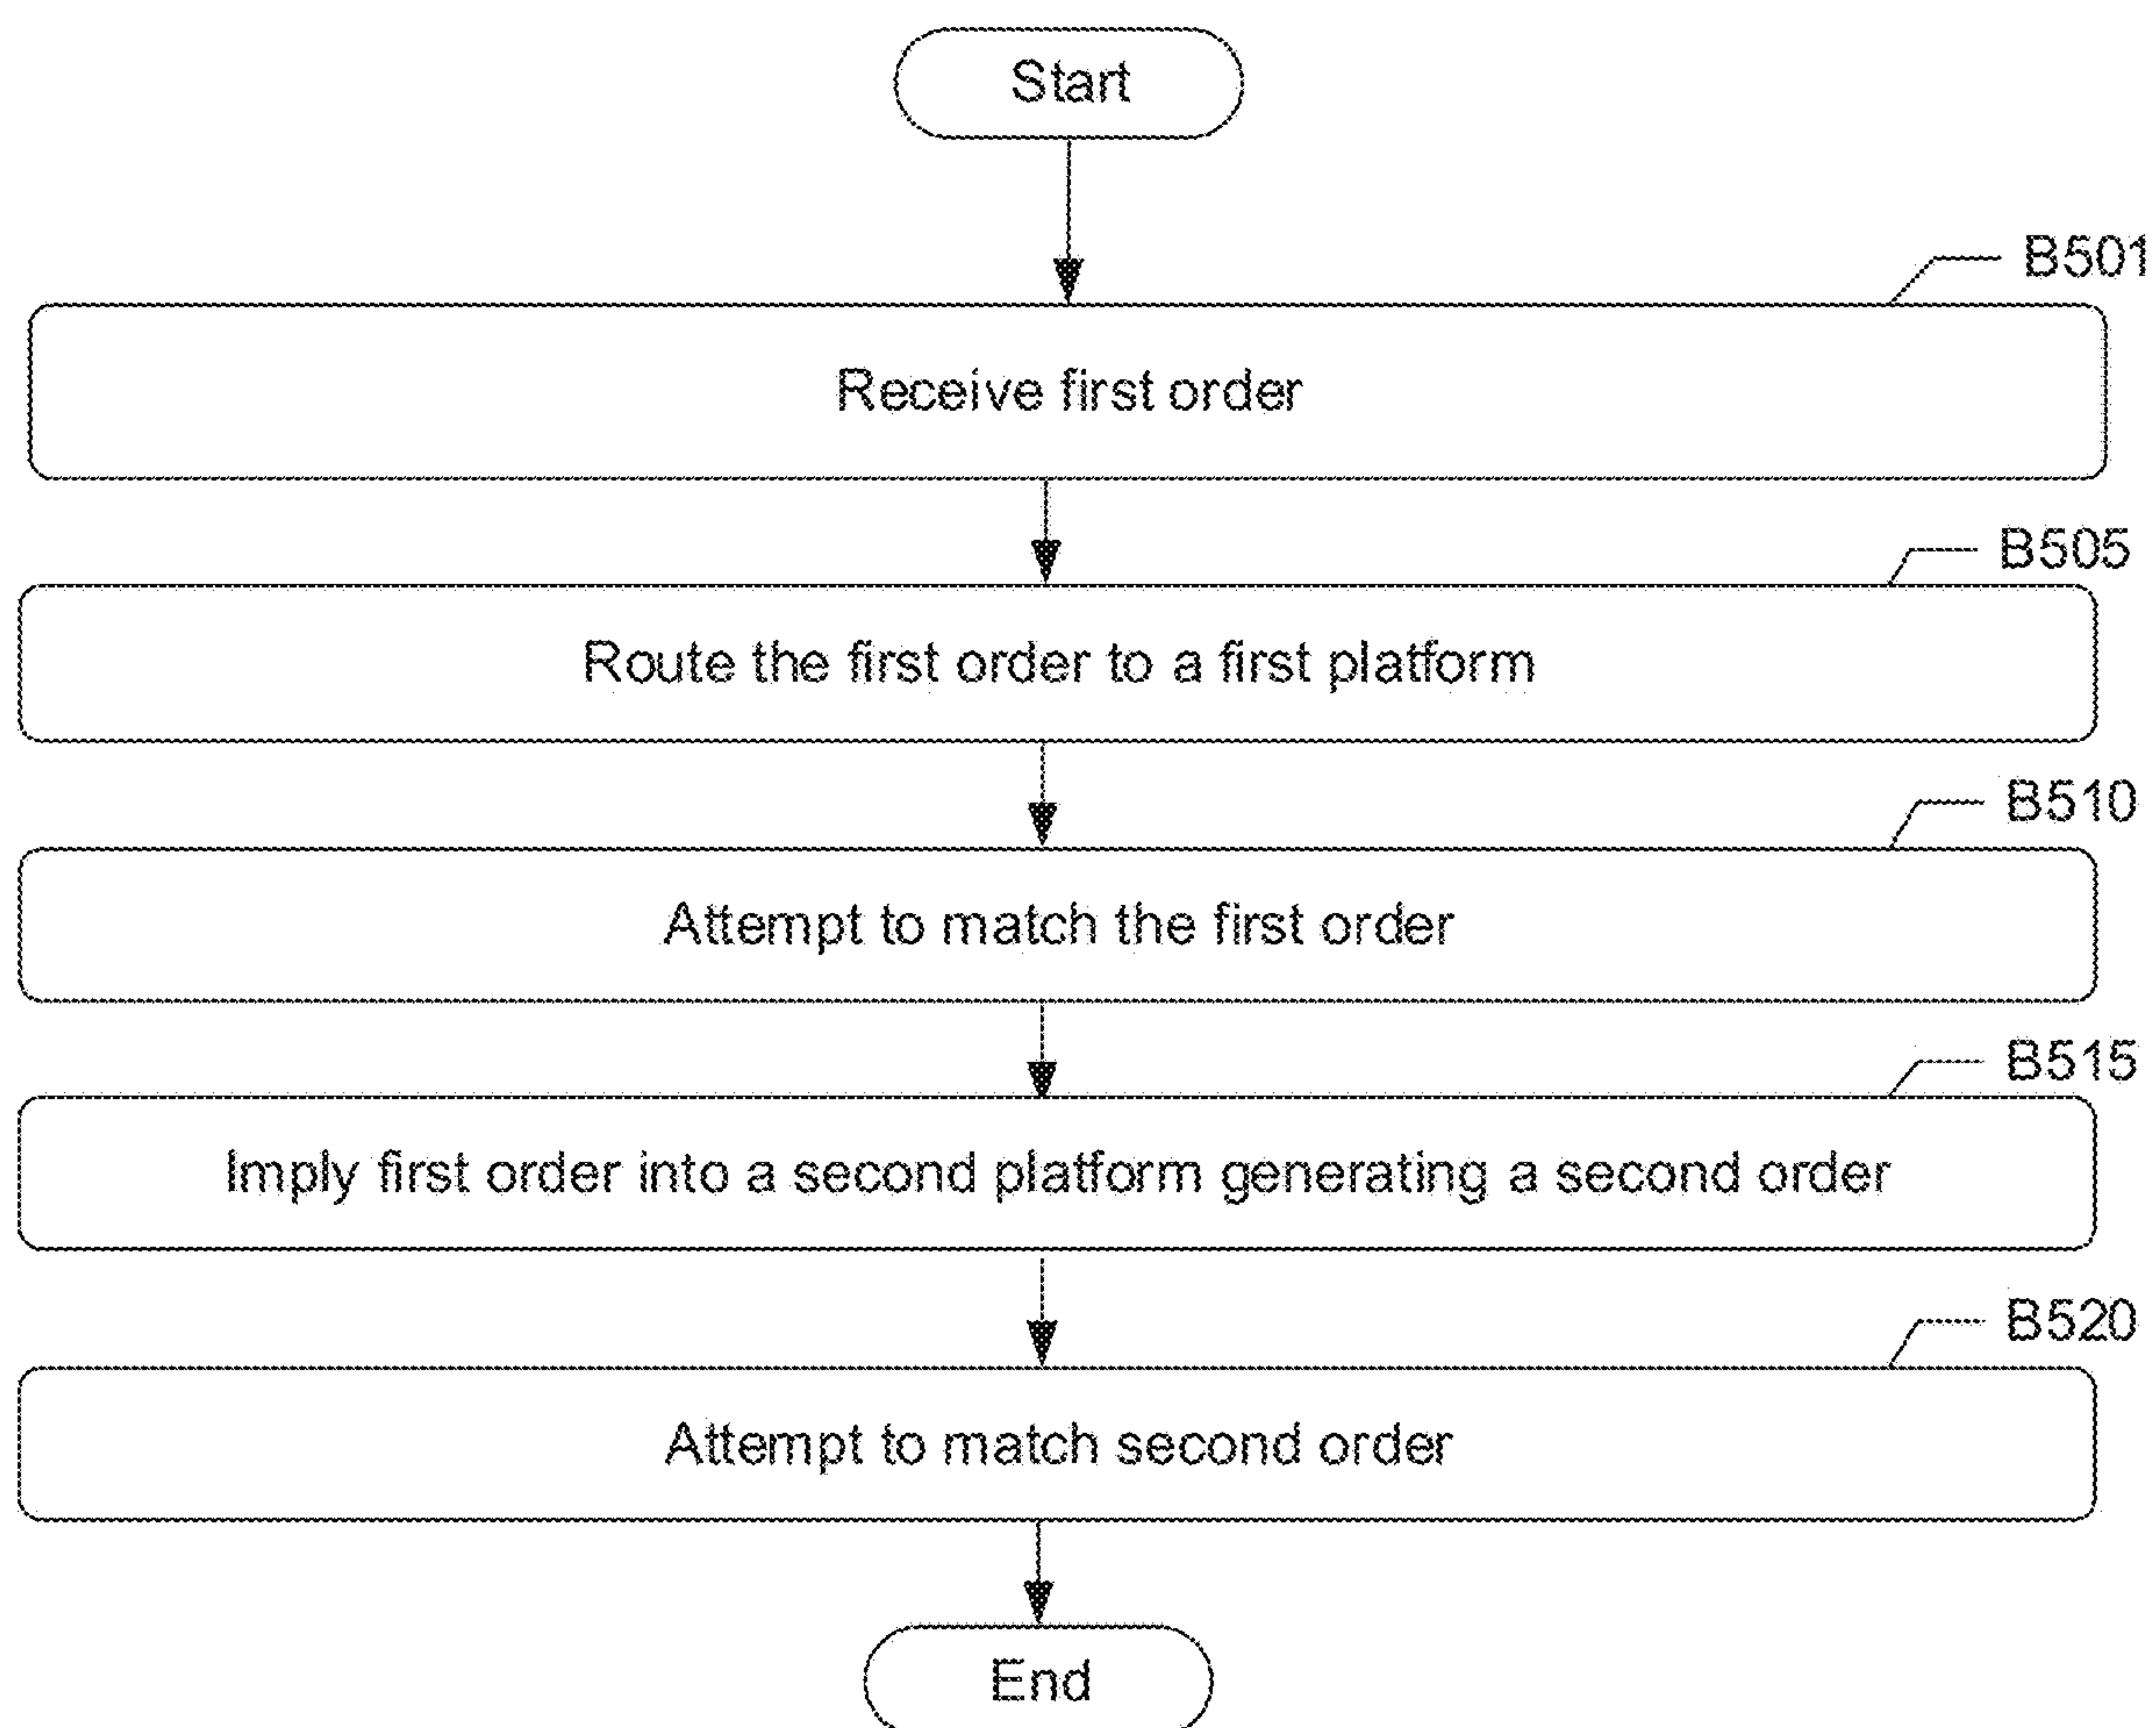 Start
B501
Receive first order
B505
Route the first order to a first platform
B510
Attempt to match the first order
B515
Imply first order into a second platform generating a second order
B520
Attempt to match second order
End